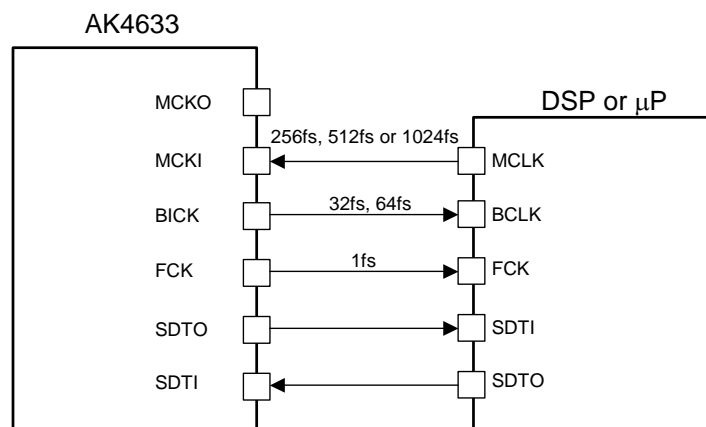 AK4633
DSP or μP
MCKO
256fs, 512fs or 1024fs
MCKI
MCLK
32fs, 64fs
BICK
BCLK
1fs
FCK
FCK
SDTO
SDTI
SDTI
SDTO